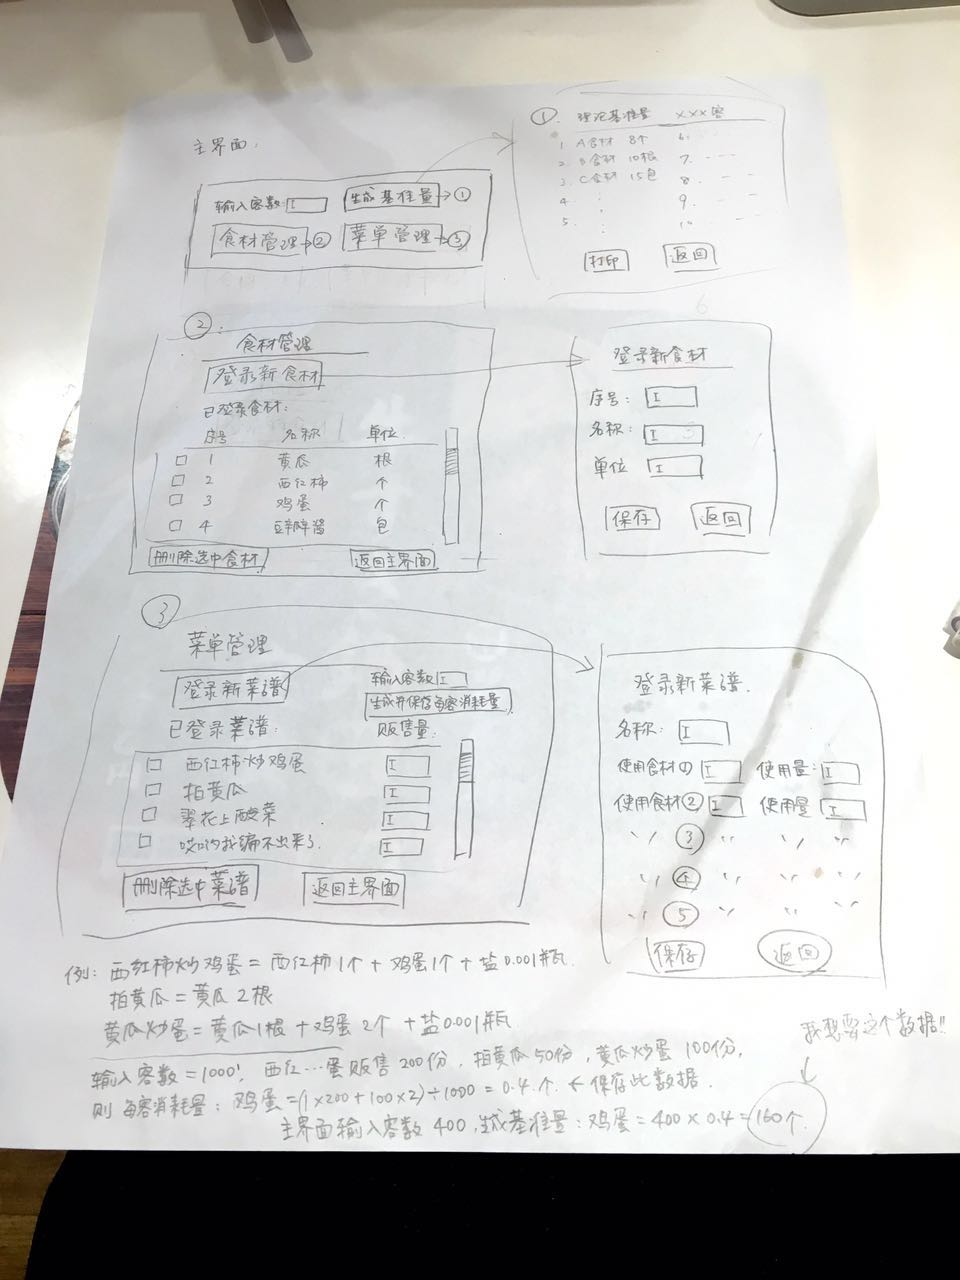 主界面:
输入客数: I
生成基准量→①
食材管理→②
菜单管理→③
① 理论基准量 XXX客
1 A食材 8个 6.
2. B食材 10根 7.
3. C食材 15包 8.
4. 9.
5. 10
打印 返回
②:
食材管理
登录新食材
已登录食材:
序号 名称 单位
1 黄瓜 根
2 西红柿 个
3 鸡蛋 个
4 豆瓣酱 包
删除选中食材 返回主界面
登录新食材
序号: I
名称: I
单位 I
保存 返回
③
菜单管理
登录新菜谱 输入客数 I
生成并保存每客消耗量
已登录菜谱: 贩售量:
西红柿炒鸡蛋 I
拍黄瓜 I
翠花上酸菜 I
哎哟我编不出来了. I
删除选中菜谱 返回主界面
登录新菜谱.
名称: I
使用食材① I 使用量: I
使用食材② I 使用量 I
〃 ③ 〃 〃 〃
〃 ④ 〃 〃 〃
〃 ⑤ 〃 〃 〃
保存 返回
例: 西红柿炒鸡蛋 = 西红柿1个 + 鸡蛋1个 + 盐0.001瓶.
拍黄瓜 = 黄瓜2根
黄瓜炒蛋 = 黄瓜1根 + 鸡蛋2个 + 盐0.001瓶
我想要这个数据!!
输入客数 = 1000! 西红…蛋贩售200份, 拍黄瓜50份, 黄瓜炒蛋100份,
则每客消耗量: 鸡蛋 = (1×200+100×2)÷1000 = 0.4个. ← 保存此数据.
主界面输入客数400, 生成基准量: 鸡蛋 = 400×0.4 = 160个.